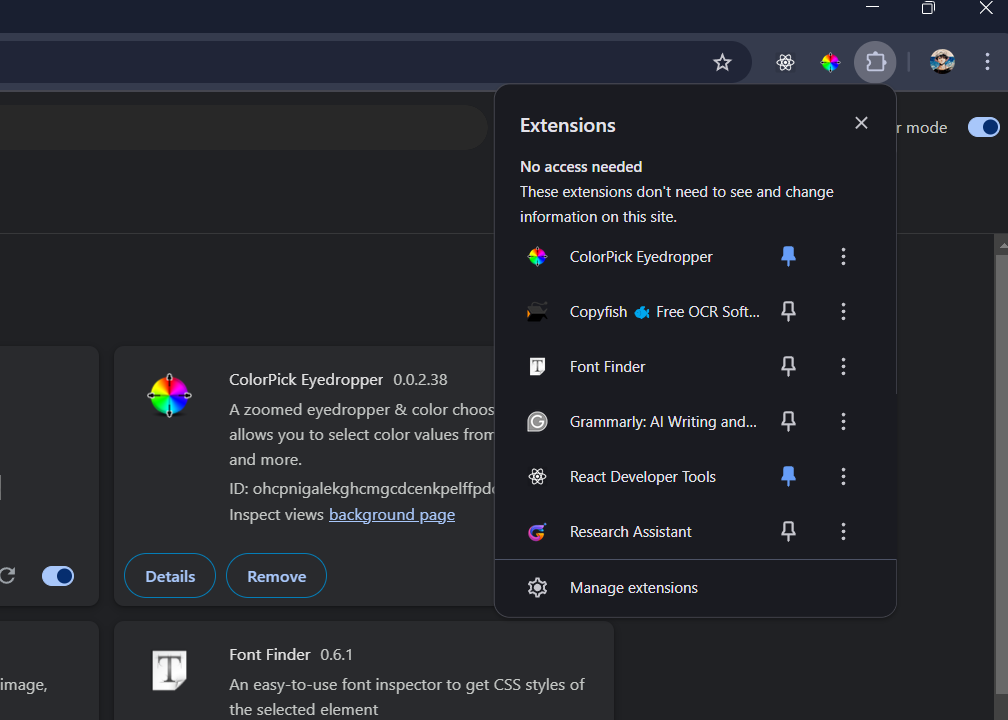 r mode
Extensions
No access needed
These extensions don't need to see and change
information on this site.
ColorPick Eyedropper
Copyfish 🐟 Free OCR Soft...
Font Finder
Grammarly: AI Writing and...
React Developer Tools
Research Assistant
Manage extensions
ColorPick Eyedropper 0.0.2.38
A zoomed eyedropper & color choos
allows you to select color values from
and more.
ID: ohcpnigalekghcmgcdcenkpelffpd
Inspect views background page
Details
Remove
image,
Font Finder 0.6.1
An easy-to-use font inspector to get CSS styles of
the selected element